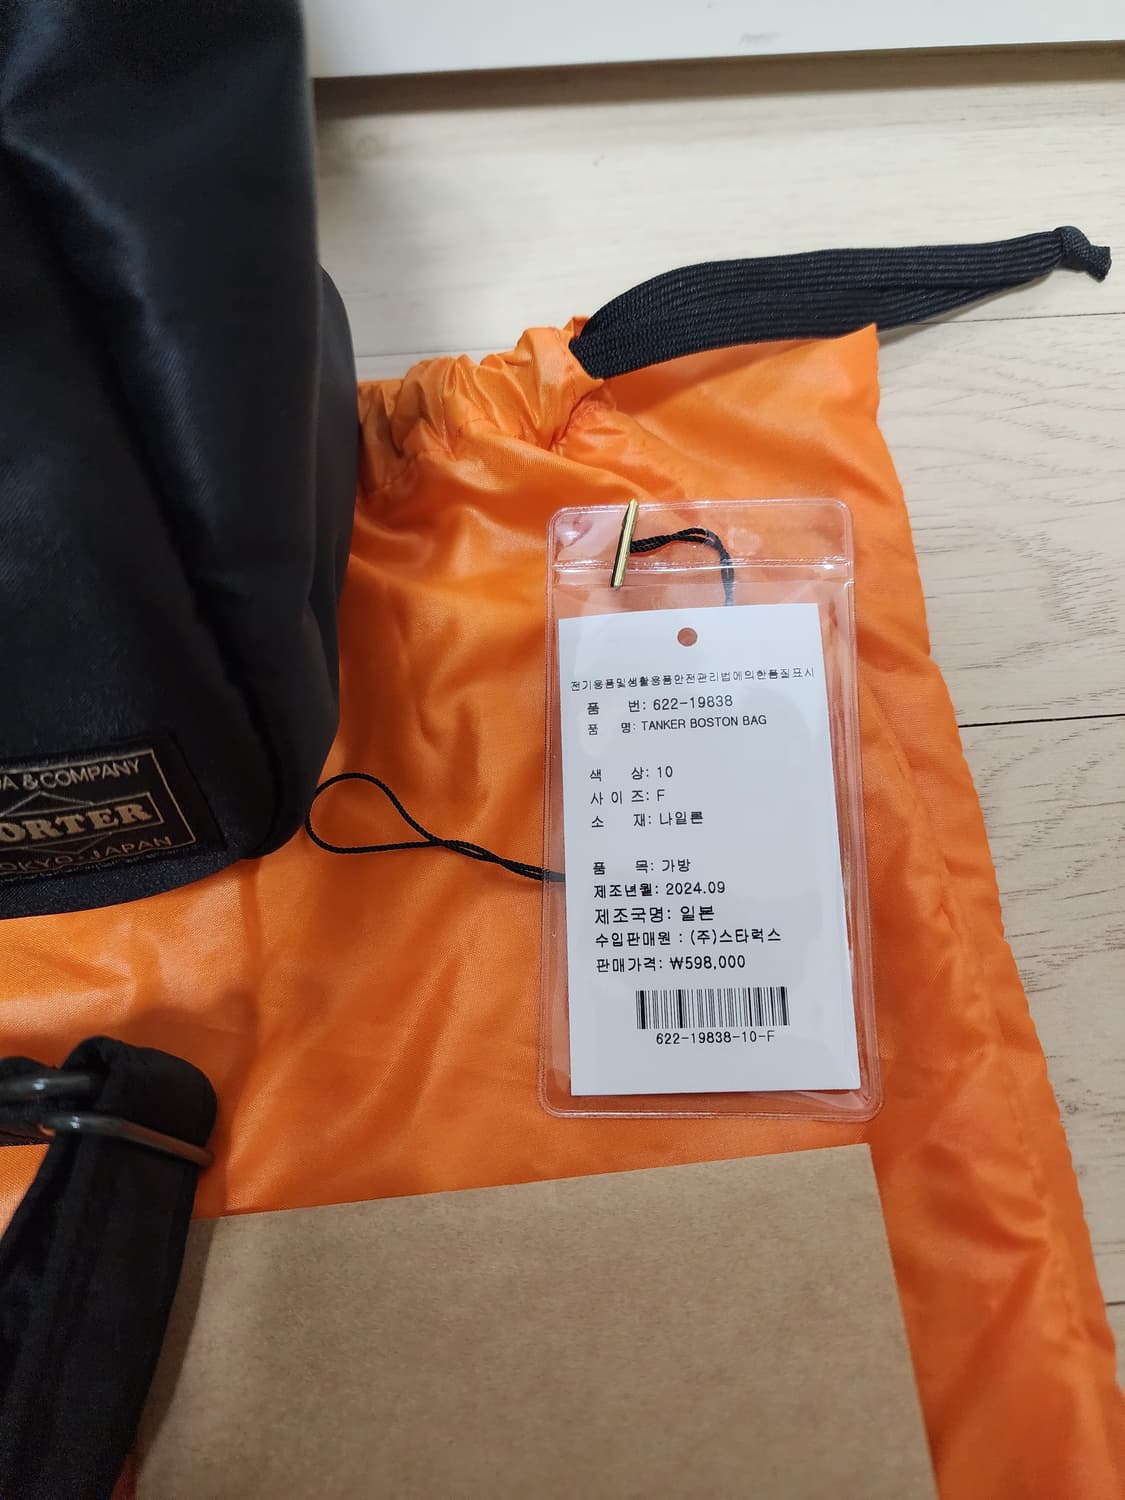 전기용품및생활용품안전관리법에의한품질표시
품 번: 622-19838
품 명: TANKER BOSTON BAG
색 상: 10
사 이 즈: F
소 재: 나일론
품 목: 가방
제조년월: 2024.09
제조국명: 일본
수입판매원 : (주)스타럭스
판매가격: ₩598,000
622-19838-10-F
& COMPANY
ORTER
JAPAN